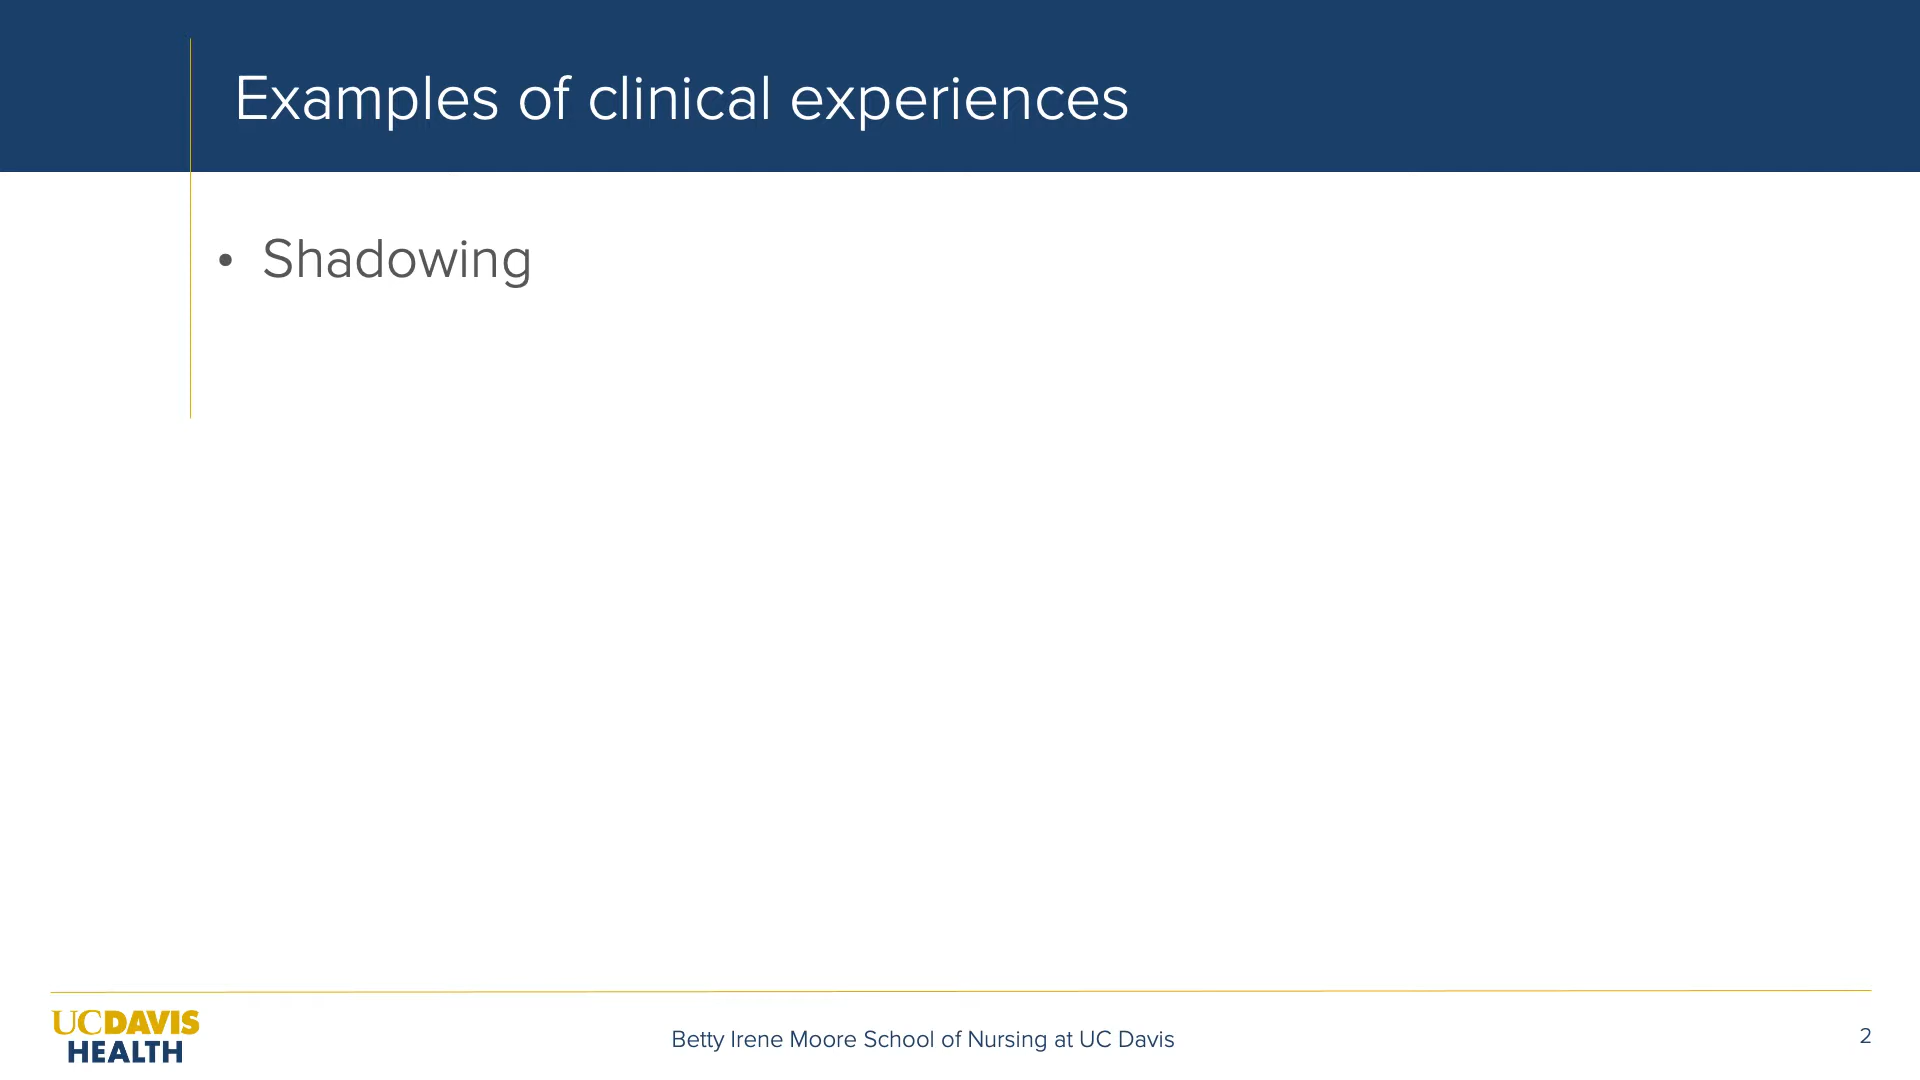 Examples of clinical experiences
• Shadowing
UCDAVIS
HEALTH
Betty Irene Moore School of Nursing at UC Davis
2